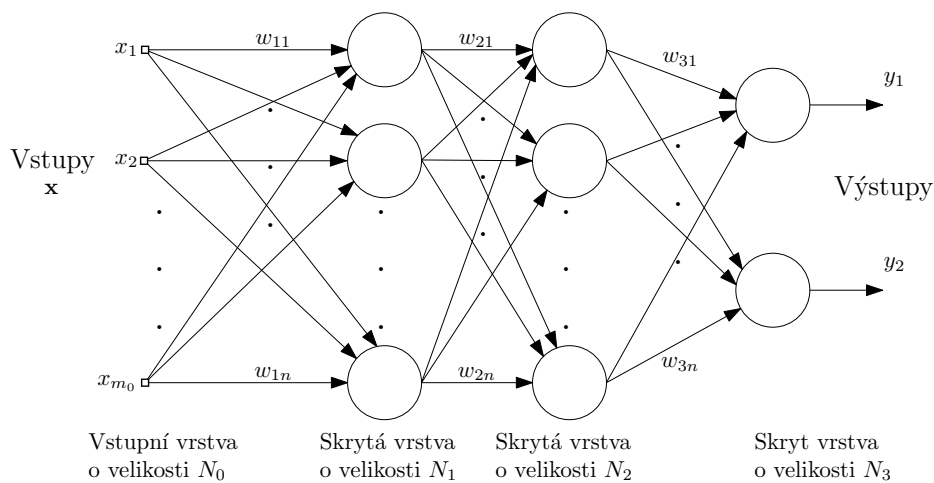 x₁
w₁₁
w₂₁
w₃₁
y₁
x₂
Vstupy
x
Výstupy
y₂
xₘ₀
w₁ₙ
w₂ₙ
w₃ₙ
Vstupní vrstva
o velikosti N₀
Skrytá vrstva
o velikosti N₁
Skrytá vrstva
o velikosti N₂
Skryt vrstva
o velikosti N₃